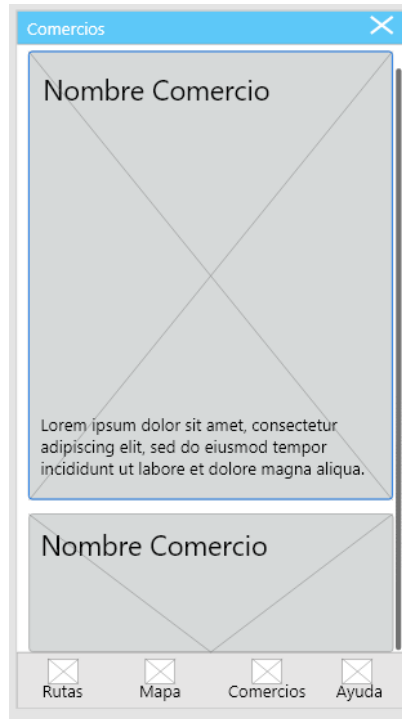 Comercios
Nombre Comercio
Lorem ipsum dolor sit amet, consectetur
adipiscing elit, sed do eiusmod tempor
incididunt ut labore et dolore magna aliqua.
Nombre Comercio
Rutas Mapa Comercios Ayuda